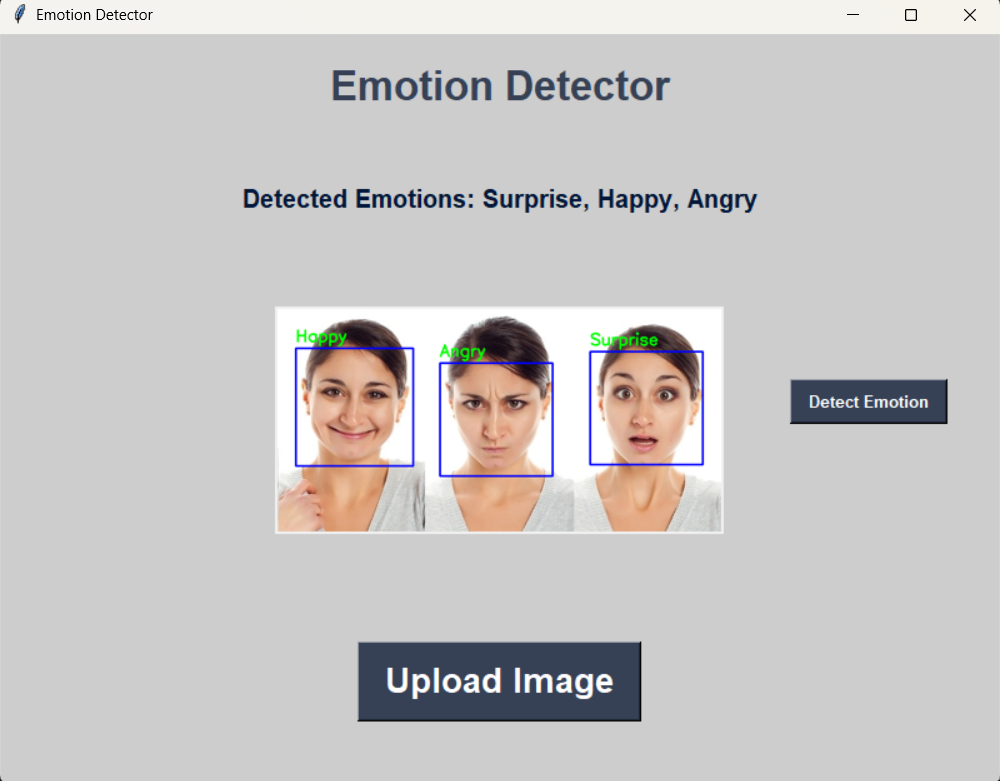 Emotion Detector
Emotion Detector
Detected Emotions: Surprise, Happy, Angry
Happy
Angry
Surprise
Detect Emotion
Upload Image